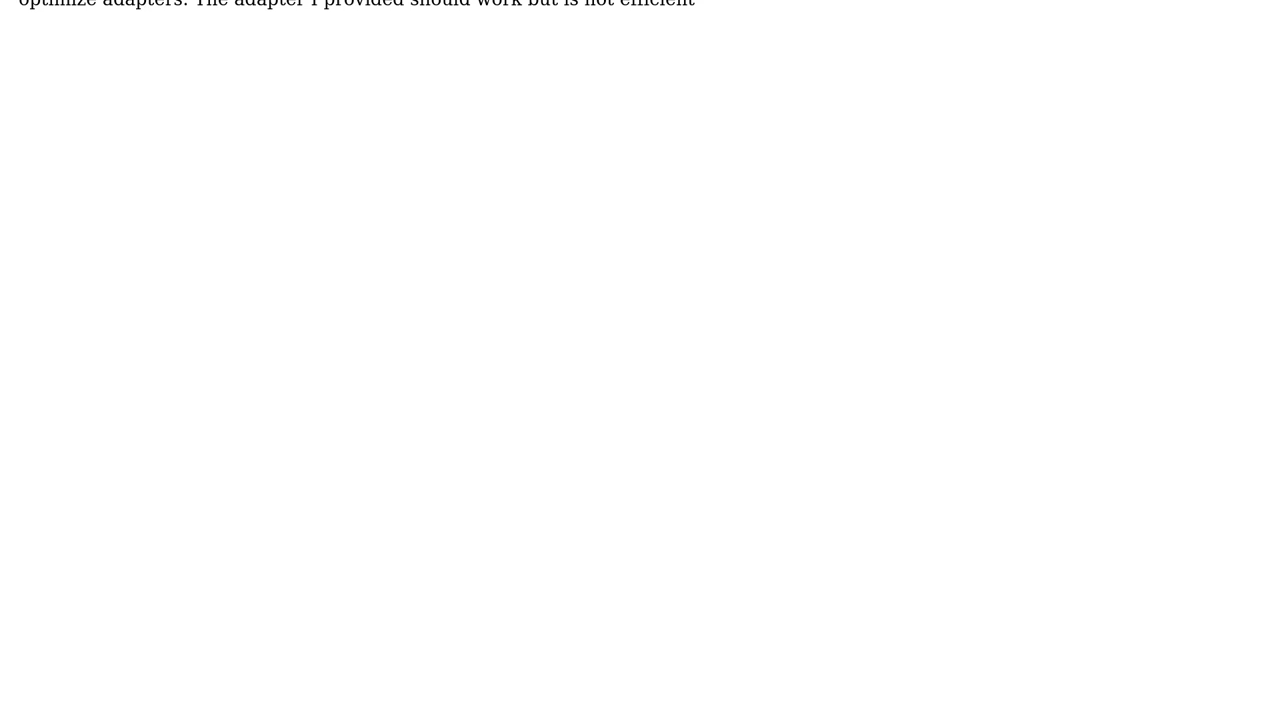 optimize adapters. The adapter I provided should work but is not efficient